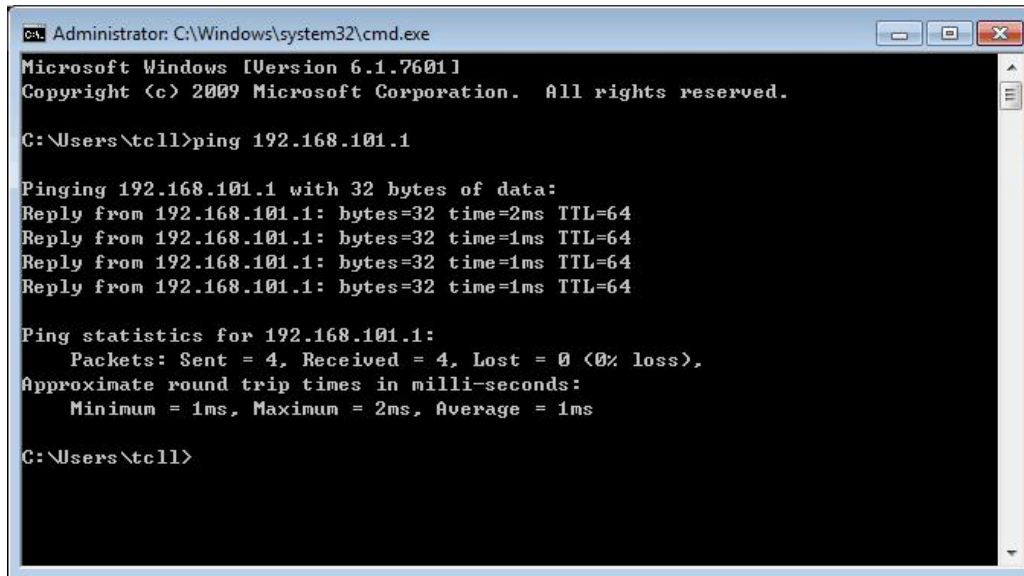 Administrator: C:\Windows\system32\cmd.exe
Microsoft Windows [Version 6.1.7601]
Copyright (c) 2009 Microsoft Corporation.  All rights reserved.
C:\Users\tcll>ping 192.168.101.1
Pinging 192.168.101.1 with 32 bytes of data:
Reply from 192.168.101.1: bytes=32 time=2ms TTL=64
Reply from 192.168.101.1: bytes=32 time=1ms TTL=64
Reply from 192.168.101.1: bytes=32 time=1ms TTL=64
Reply from 192.168.101.1: bytes=32 time=1ms TTL=64
Ping statistics for 192.168.101.1:
    Packets: Sent = 4, Received = 4, Lost = 0 (0% loss),
Approximate round trip times in milli-seconds:
    Minimum = 1ms, Maximum = 2ms, Average = 1ms
C:\Users\tcll>